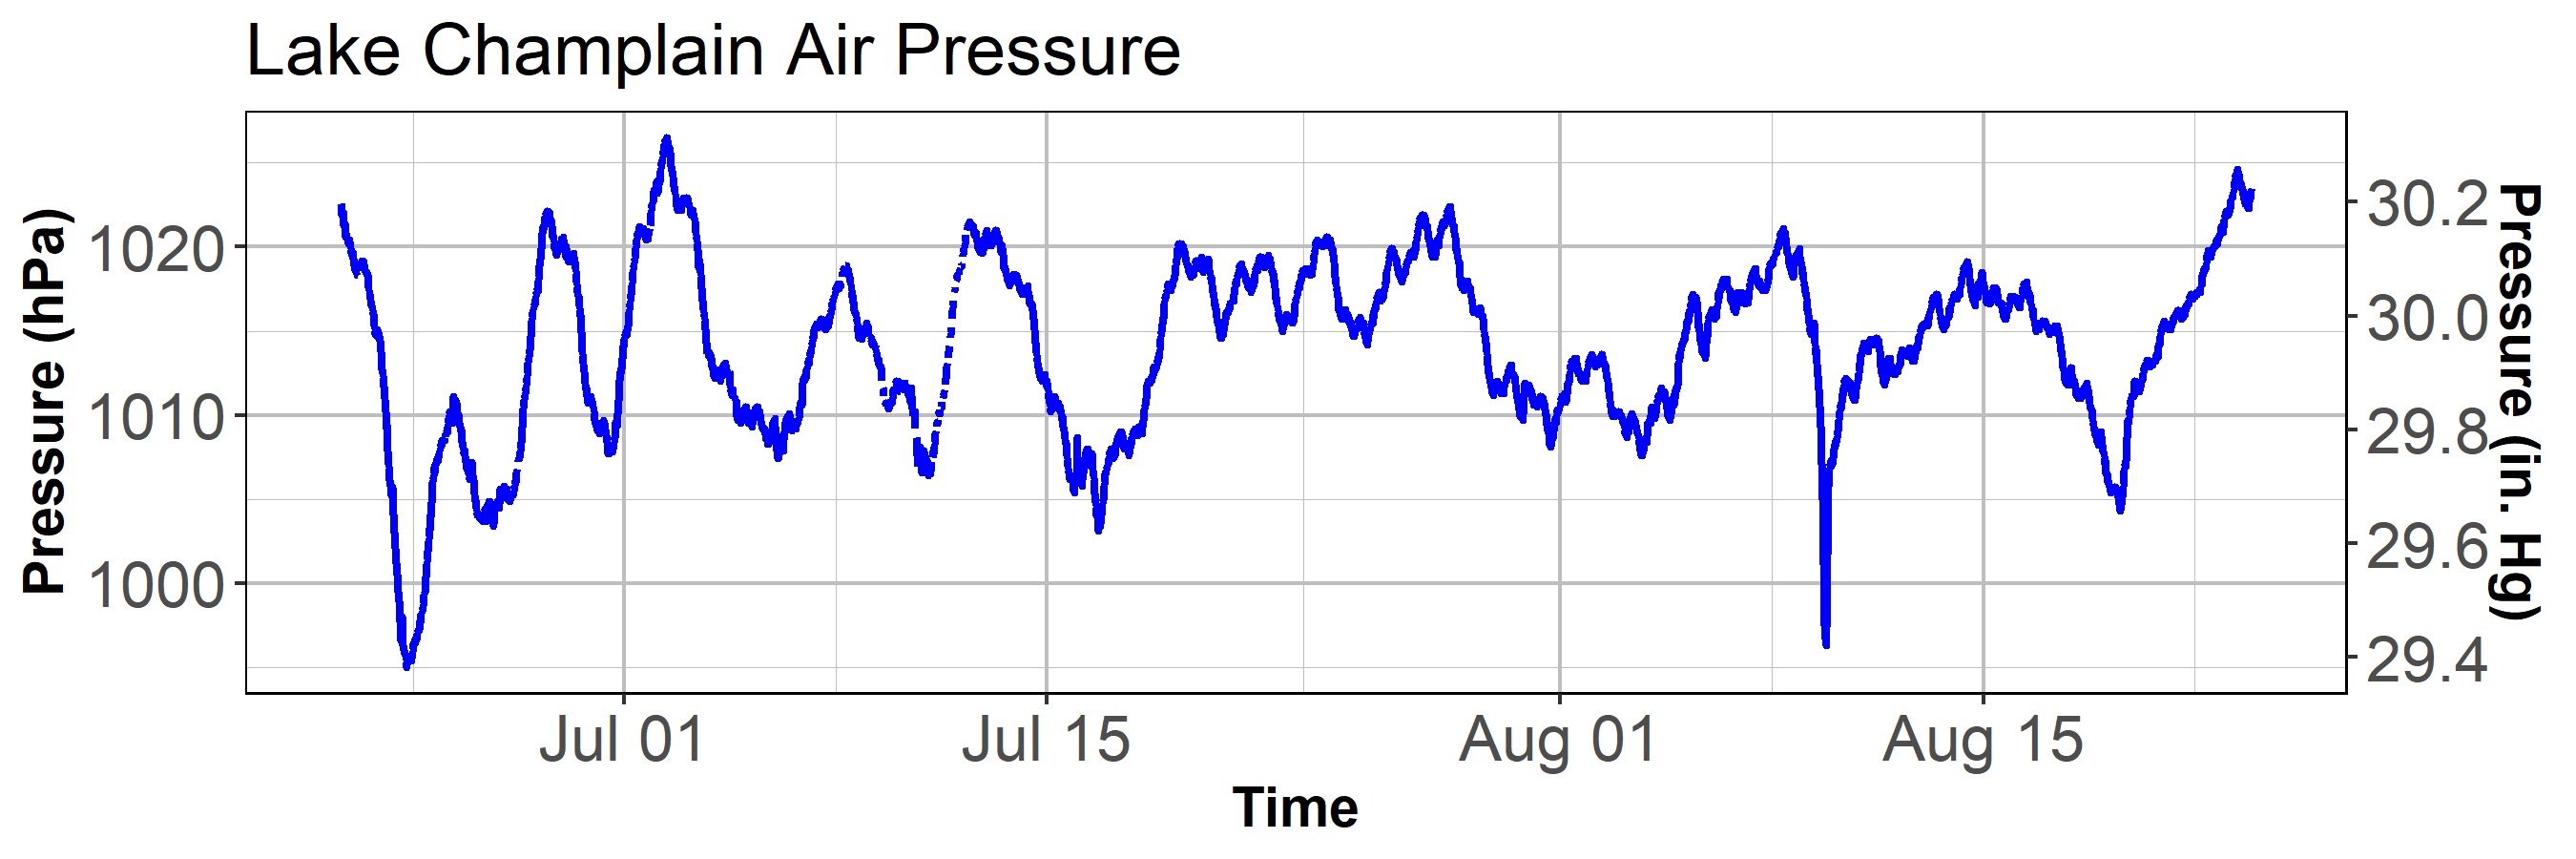 Lake Champlain Air Pressure
Pressure (hPa)
1020
1010
1000
30.2
30.0
29.8
29.6
29.4
Pressure (in. Hg)
Jul 01 Jul 15 Aug 01 Aug 15
Time